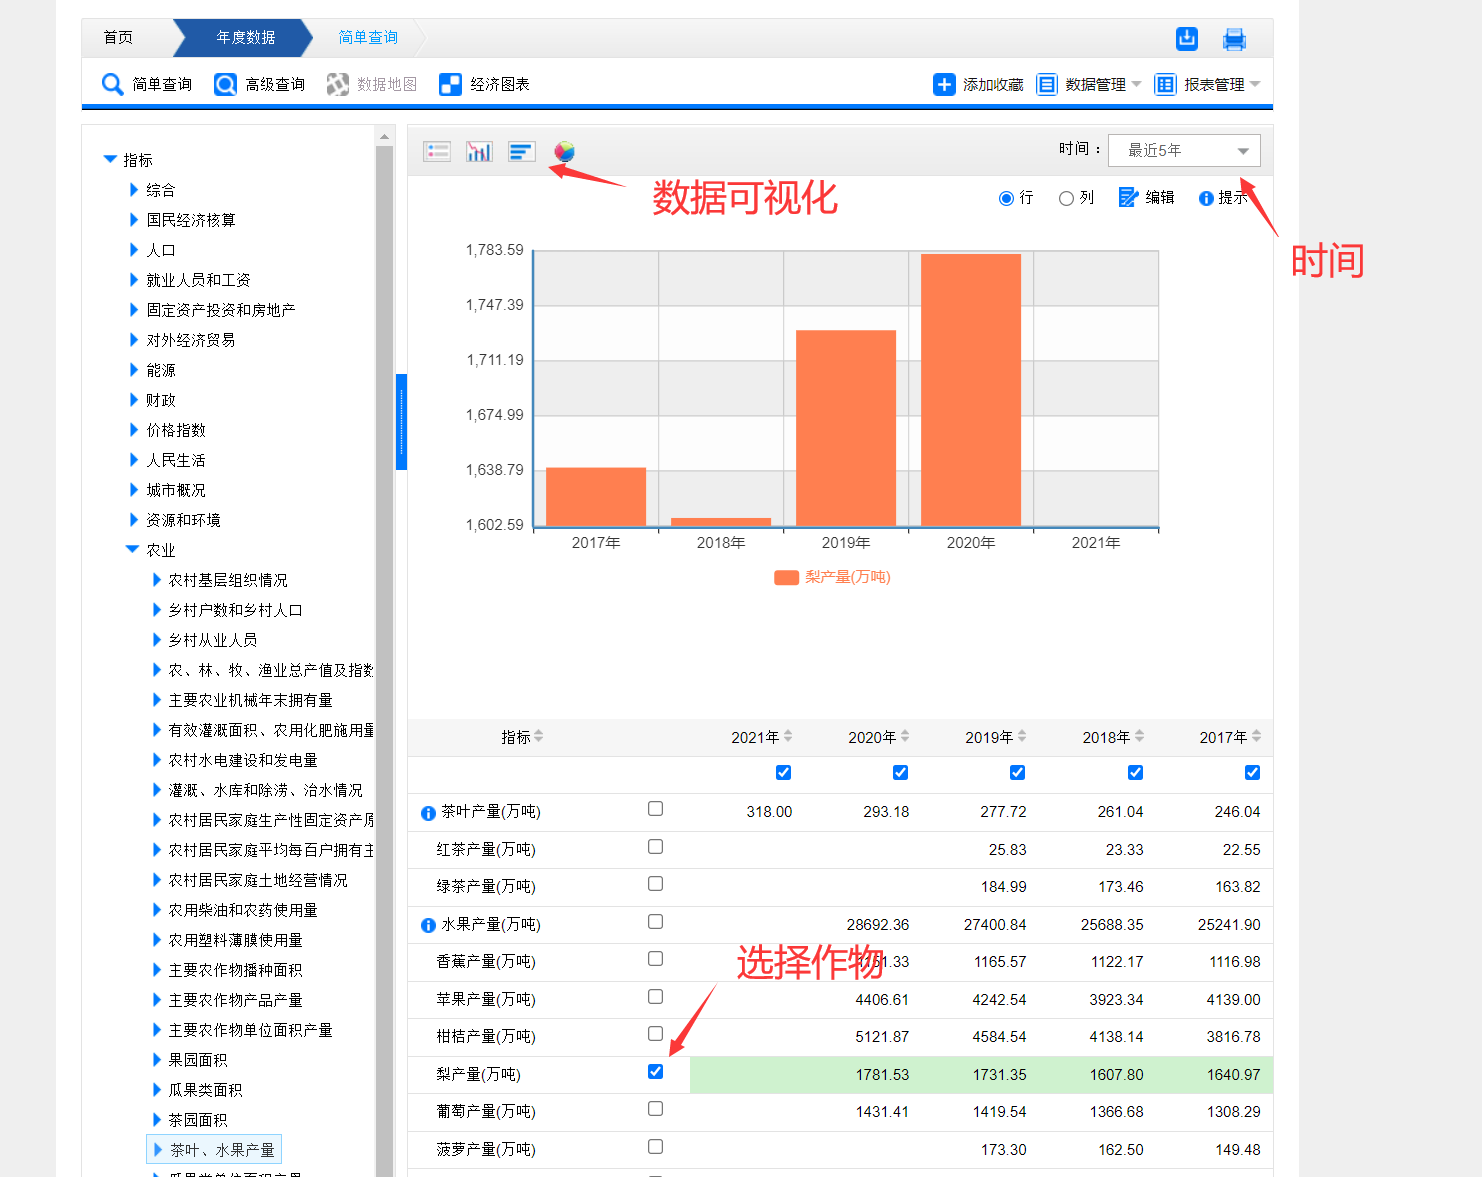 首页
年度数据
简单查询
简单查询
高级查询
数据地图
经济图表
添加收藏
数据管理
报表管理
指标
综合
国民经济核算
人口
就业人员和工资
固定资产投资和房地产
对外经济贸易
能源
财政
价格指数
人民生活
城市概况
资源和环境
农业
农村基层组织情况
乡村户数和乡村人口
乡村从业人员
农、林、牧、渔业总产值及指数
主要农业机械年末拥有量
有效灌溉面积、农用化肥施用量
农村水电建设和发电量
灌溉、水库和除涝、治水情况
农村居民家庭生产性固定资产原
农村居民家庭平均每百户拥有主
农村居民家庭土地经营情况
农用柴油和农药使用量
农用塑料薄膜使用量
主要农作物播种面积
主要农作物产品产量
主要农作物单位面积产量
果园面积
瓜果类面积
茶园面积
茶叶、水果产量
时间：
最近5年
数据可视化
行
列
编辑
提示
时间
1,783.59
1,747.39
1,711.19
1,674.99
1,638.79
1,602.59
2017年 2018年 2019年 2020年 2021年
梨产量(万吨)
指标 2021年 2020年 2019年 2018年 2017年
茶叶产量(万吨) 318.00 293.18 277.72 261.04 246.04
红茶产量(万吨) 25.83 23.33 22.55
绿茶产量(万吨) 184.99 173.46 163.82
水果产量(万吨) 28692.36 27400.84 25688.35 25241.90
选择作物
香蕉产量(万吨) 1151.33 1165.57 1122.17 1116.98
苹果产量(万吨) 4406.61 4242.54 3923.34 4139.00
柑桔产量(万吨) 5121.87 4584.54 4138.14 3816.78
梨产量(万吨) 1781.53 1731.35 1607.80 1640.97
葡萄产量(万吨) 1431.41 1419.54 1366.68 1308.29
菠萝产量(万吨) 173.30 162.50 149.48